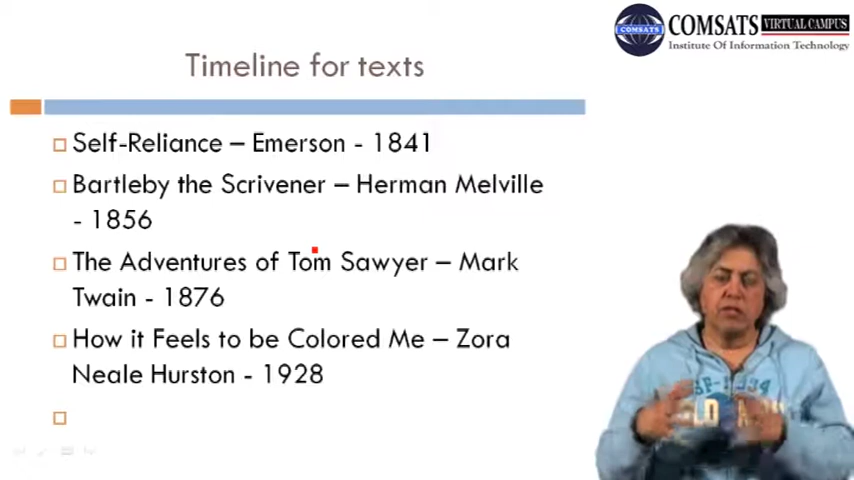 COMSATS VIRTUAL CAMPUS
COMSATS
Institute Of Information Technology
Timeline for texts
Self-Reliance – Emerson - 1841
Bartleby the Scrivener – Herman Melville
- 1856
The Adventures of Tom Sawyer – Mark
Twain - 1876
How it Feels to be Colored Me – Zora
Neale Hurston - 1928